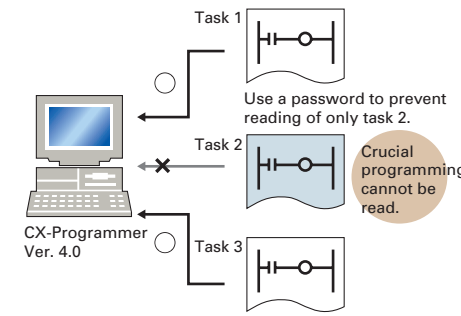 Task 1
Use a password to prevent
reading of only task 2.
Task 2
Crucial
programming
cannot be
read.
CX-Programmer
Ver. 4.0
Task 3